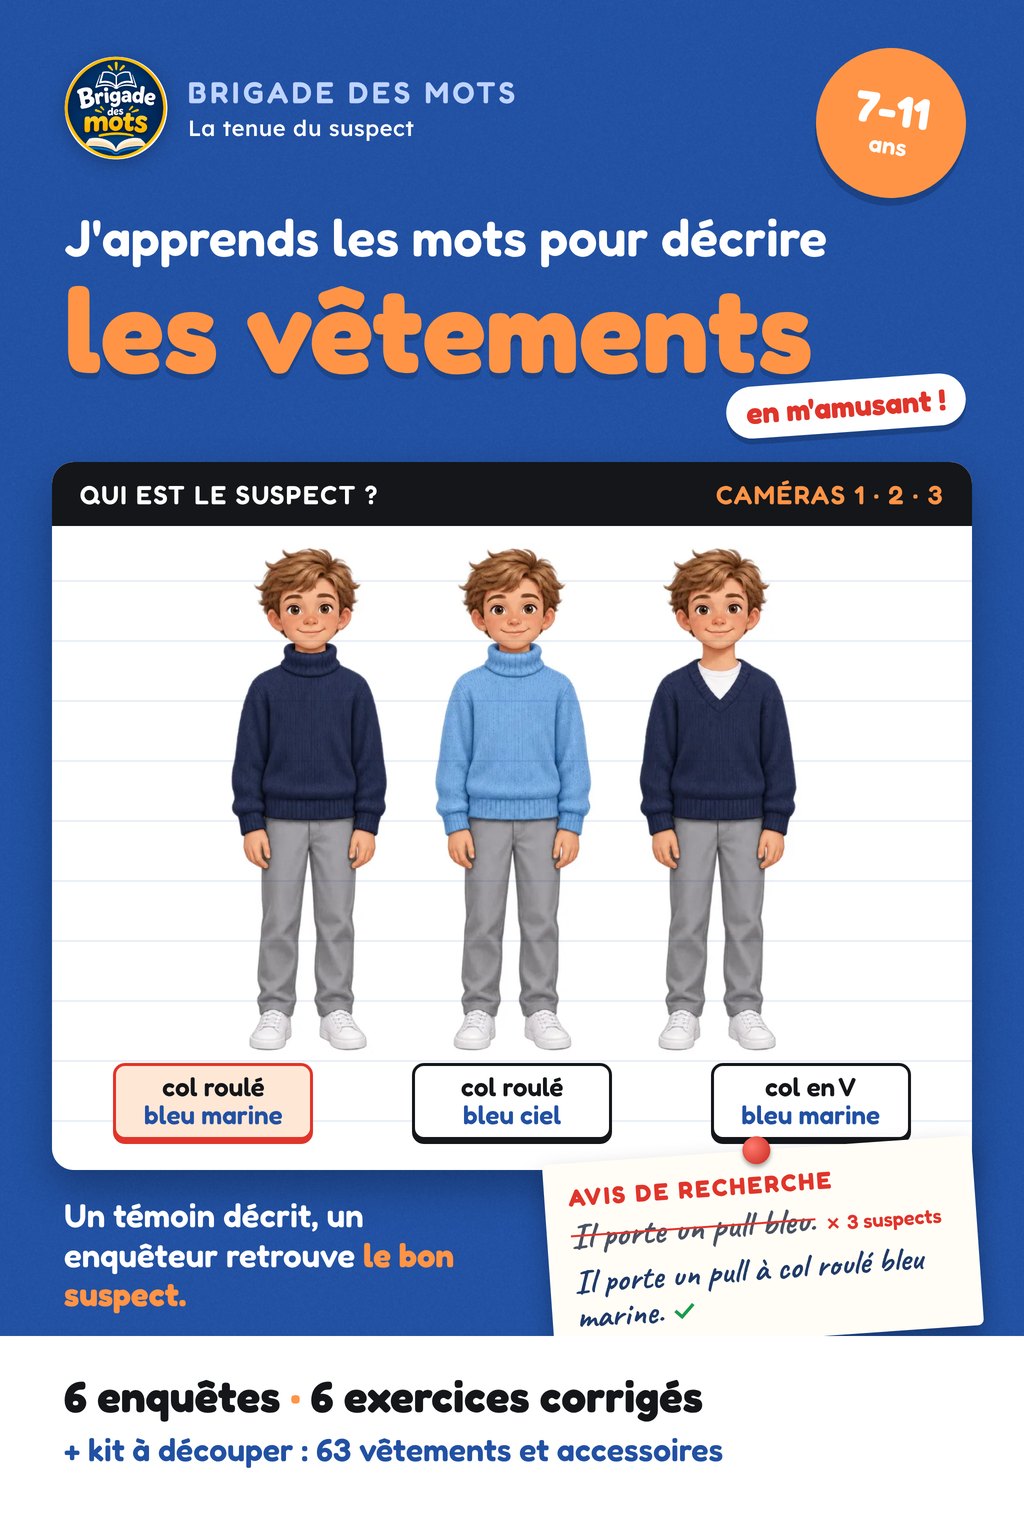 Brigade
des
mots
BRIGADE DES MOTS
La tenue du suspect
7-11
ans
J'apprends les mots pour décrire
les vêtements
en m'amusant !
QUI EST LE SUSPECT ?
CAMÉRAS 1 · 2 · 3
col roulé
bleu marine
col roulé
bleu ciel
col en V
bleu marine
Un témoin décrit, un
enquêteur retrouve le bon
suspect.
AVIS DE RECHERCHE
Il porte un pull bleu. × 3 suspects
Il porte un pull à col roulé bleu
marine. ✓
6 enquêtes · 6 exercices corrigés
+ kit à découper : 63 vêtements et accessoires